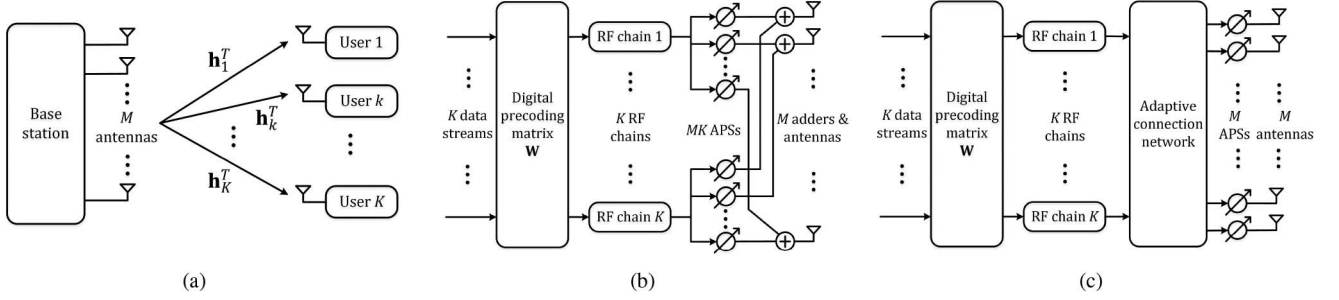 Base
station
M
antennas
𝐡₁ᵀ
𝐡ₖᵀ
𝐡_Kᵀ
User 1
User k
User K
(a)
K data
streams
Digital
precoding
matrix
W
RF chain 1
K RF
chains
RF chain K
MK APSs
M adders &
antennas
(b)
K data
streams
Digital
precoding
matrix
W
RF chain 1
K RF
chains
RF chain K
Adaptive
connection
network
M
APSs
M
antennas
(c)